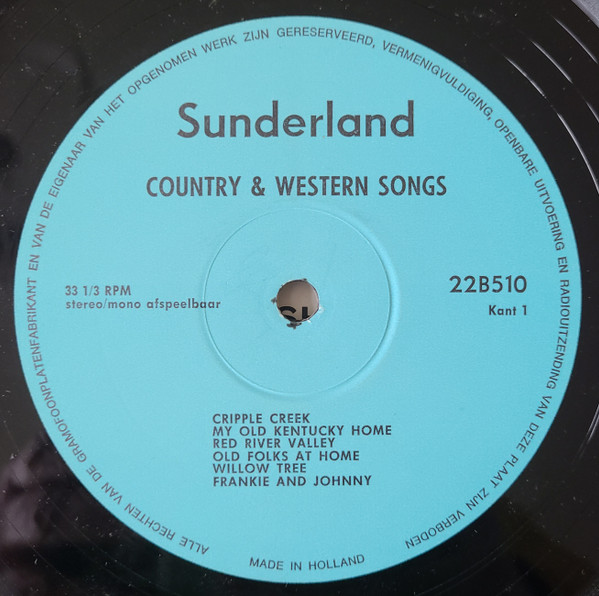 ALLE RECHTEN VAN DE GRAMOFOONPLATENFABRIKANT EN VAN DE EIGENAAR VAN HET OPGENOMEN WERK ZIJN GERESERVEERD, VERMENIGVULDIGING, OPENBARE UITVOERING EN RADIOUITZENDING VAN DEZE PLAAT ZIJN VERBODEN
Sunderland
COUNTRY & WESTERN SONGS
33 1/3 RPM
stereo/mono afspeelbaar
22B510
Kant 1
CRIPPLE CREEK
MY OLD KENTUCKY HOME
RED RIVER VALLEY
OLD FOLKS AT HOME
WILLOW TREE
FRANKIE AND JOHNNY
MADE IN HOLLAND